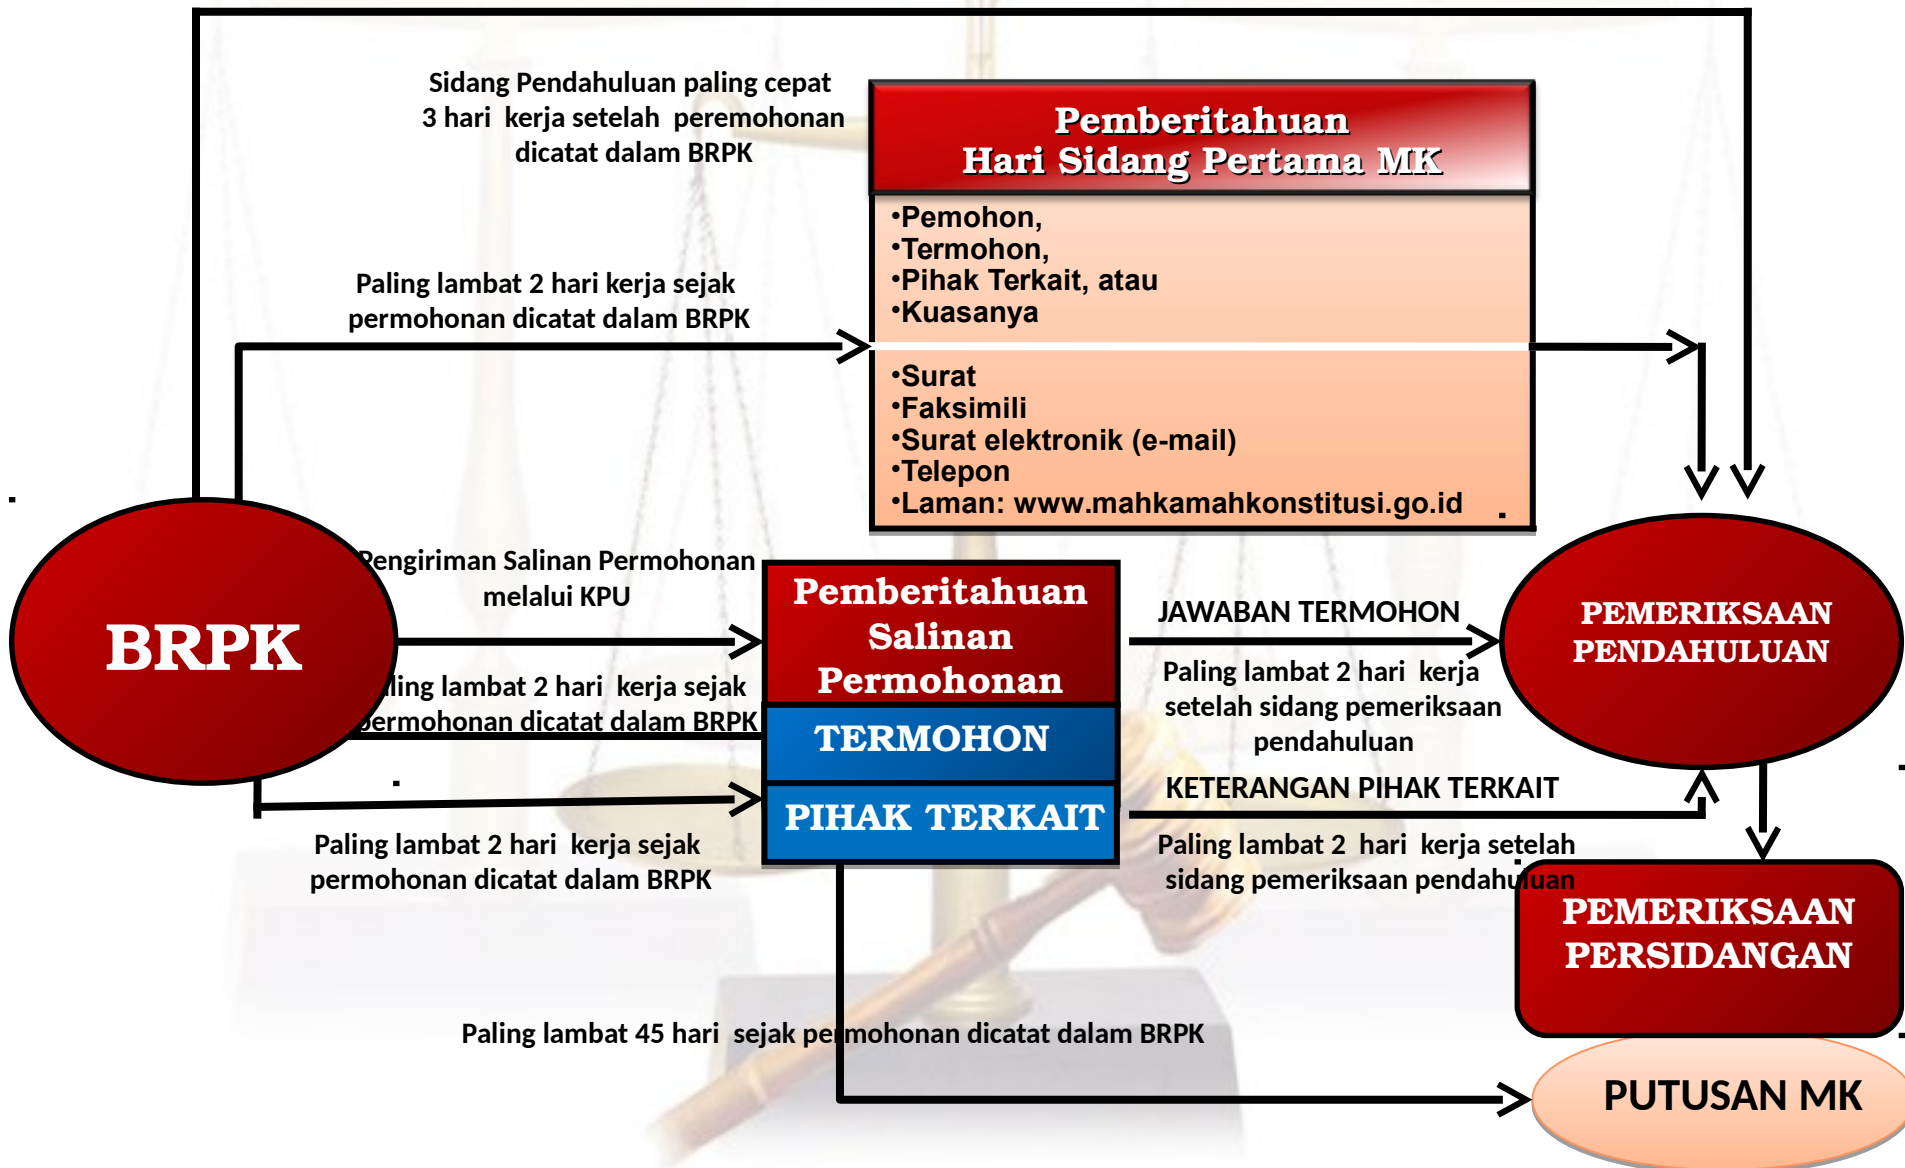 Sidang Pendahuluan paling cepat
3 hari kerja setelah peremohonan
dicatat dalam BRPK
Pemberitahuan
Hari Sidang Pertama MK
•Pemohon,
•Termohon,
•Pihak Terkait, atau
•Kuasanya
Paling lambat 2 hari kerja sejak
permohonan dicatat dalam BRPK
•Surat
•Faksimili
•Surat elektronik (e-mail)
•Telepon
•Laman: www.mahkamahkonstitusi.go.id
BRPK
Pengiriman Salinan Permohonan
melalui KPU
Paling lambat 2 hari kerja sejak
permohonan dicatat dalam BRPK
Pemberitahuan
Salinan
Permohonan
TERMOHON
PIHAK TERKAIT
Paling lambat 2 hari kerja sejak
permohonan dicatat dalam BRPK
JAWABAN TERMOHON
Paling lambat 2 hari kerja
setelah sidang pemeriksaan
pendahuluan
KETERANGAN PIHAK TERKAIT
Paling lambat 2 hari kerja setelah
sidang pemeriksaan pendahuluan
PEMERIKSAAN
PENDAHULUAN
PEMERIKSAAN
PERSIDANGAN
Paling lambat 45 hari sejak permohonan dicatat dalam BRPK
PUTUSAN MK